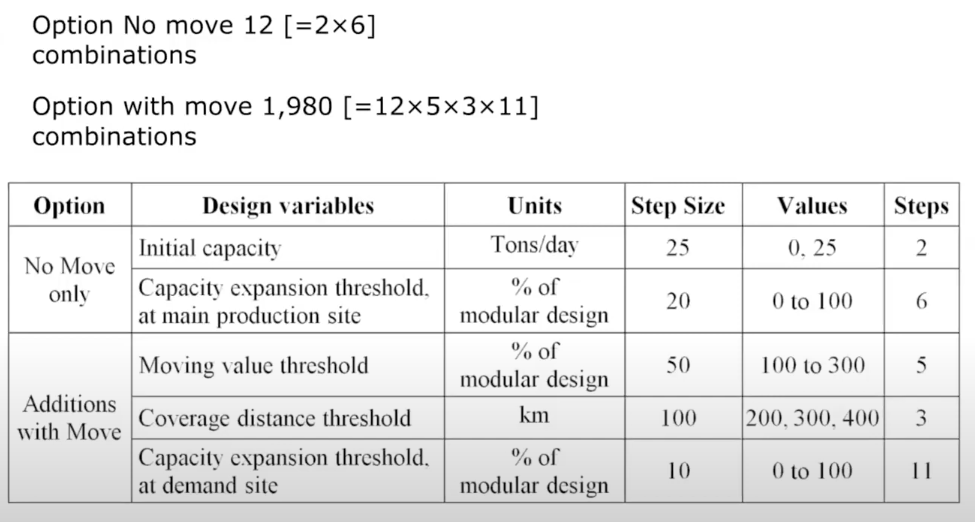 Option No move 12 [=2×6]
combinations
Option with move 1,980 [=12×5×3×11]
combinations
Option Design variables Units Step Size Values Steps
No Move
only
Initial capacity Tons/day 25 0, 25 2
Capacity expansion threshold,
at main production site
% of
modular design
20 0 to 100 6
Additions
with Move
Moving value threshold
% of
modular design
50 100 to 300 5
Coverage distance threshold km 100 200, 300, 400 3
Capacity expansion threshold,
at demand site
% of
modular design
10 0 to 100 11